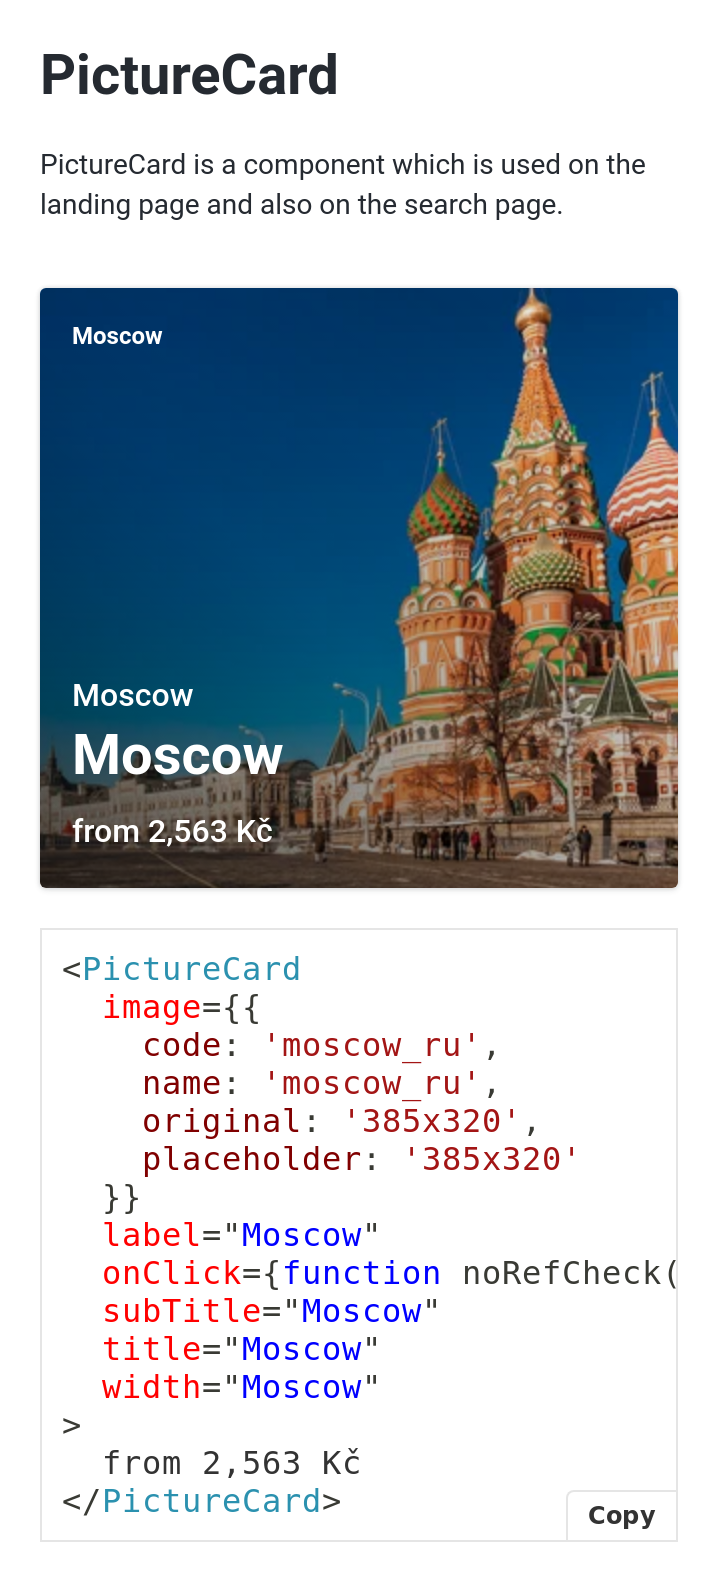 PictureCard
PictureCard is a component which is used on the
landing page and also on the search page.
Moscow
Moscow
Moscow
from 2,563 Kč
<PictureCard
  image={{
    code: 'moscow_ru',
    name: 'moscow_ru',
    original: '385x320',
    placeholder: '385x320'
  }}
  label="Moscow"
  onClick={function noRefCheck(
  subTitle="Moscow"
  title="Moscow"
  width="Moscow"
>
  from 2,563 Kč
</PictureCard>
Copy